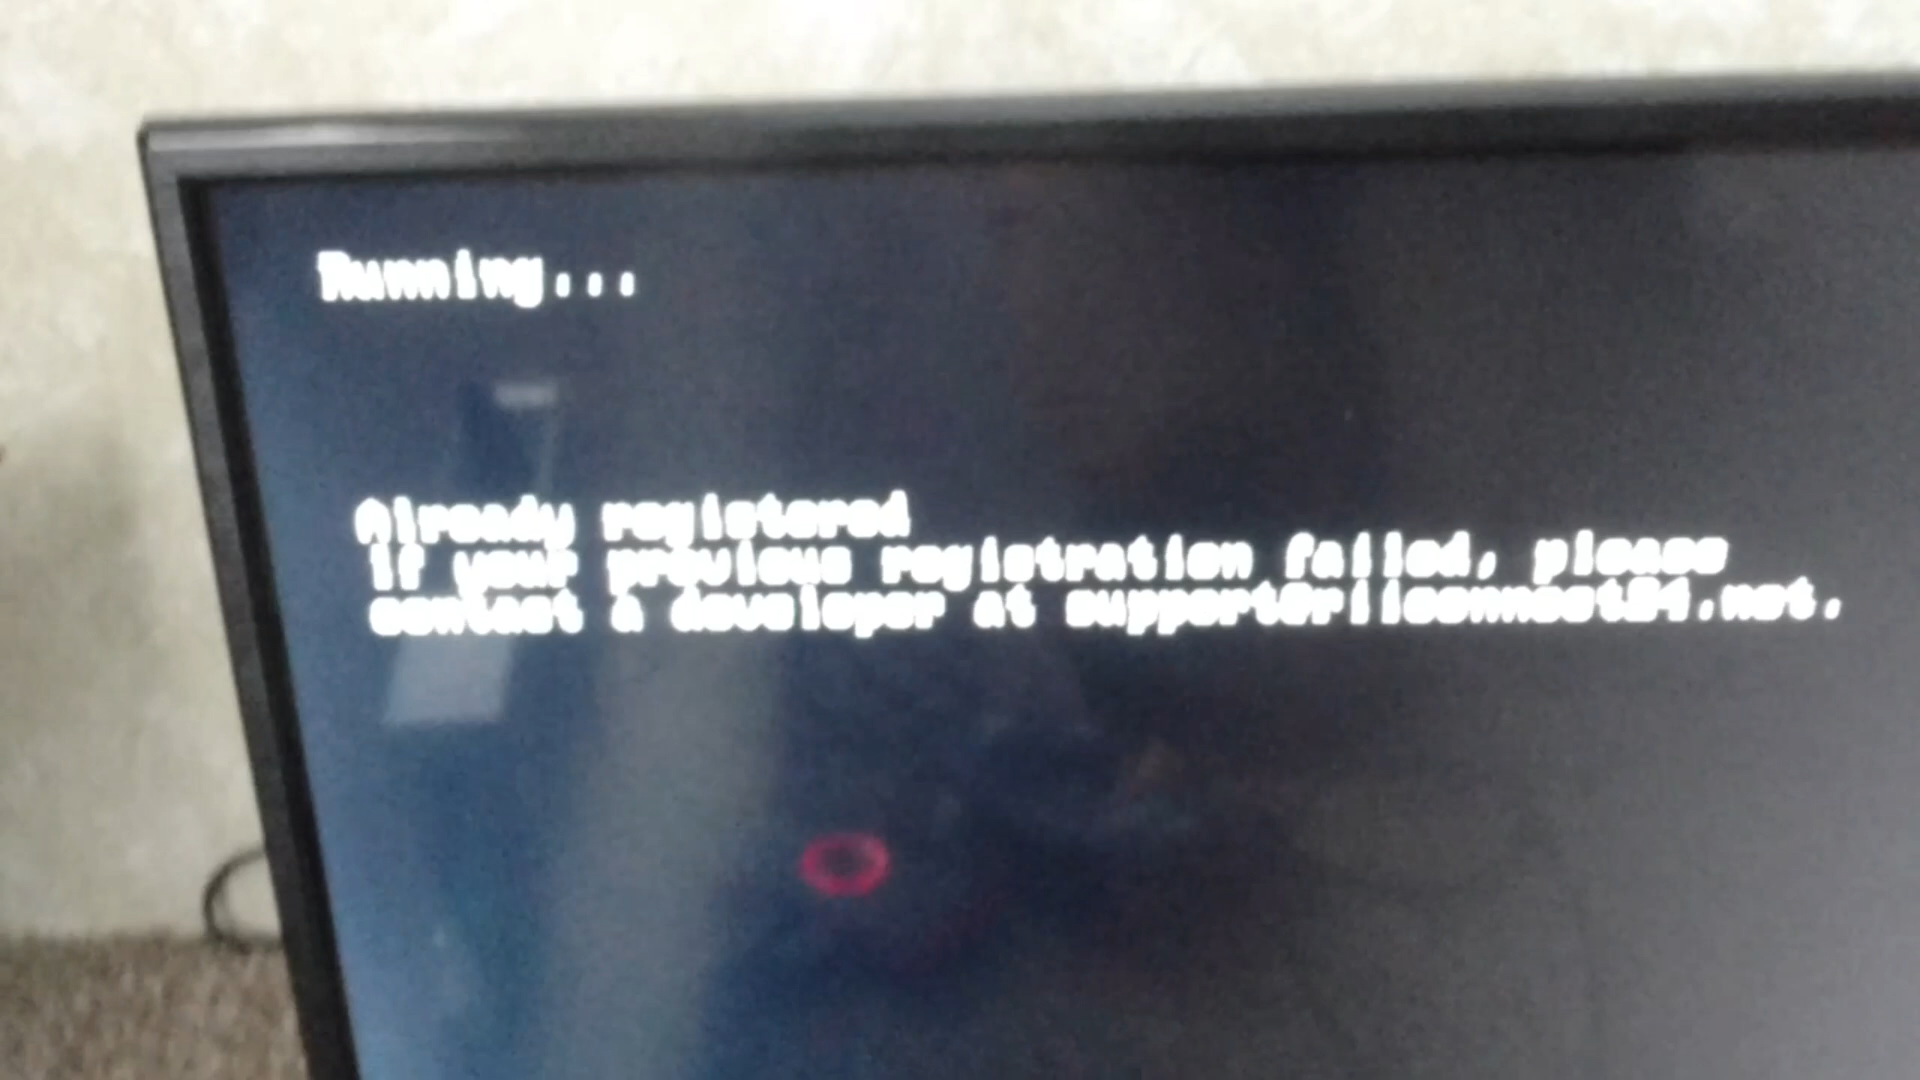 Running...
Already registered
If your previous registration failed, please
contact a developer at support@riiconnect24.net.